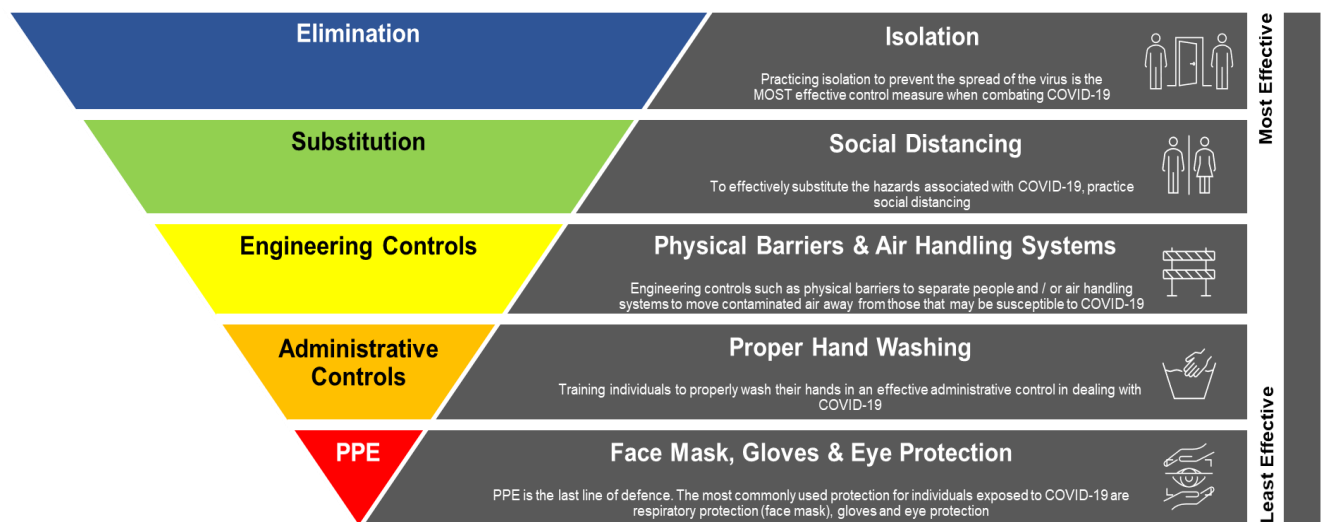 Elimination
Isolation
Practicing isolation to prevent the spread of the virus is the
MOST effective control measure when combating COVID-19
Substitution
Social Distancing
To effectively substitute the hazards associated with COVID-19, practice
social distancing
Engineering Controls
Physical Barriers & Air Handling Systems
Engineering controls such as physical barriers to separate people and / or air handling
systems to move contaminated air away from those that may be susceptible to COVID-19
Administrative
Controls
Proper Hand Washing
Training individuals to properly wash their hands in an effective administrative control in dealing with
COVID-19
PPE
Face Mask, Gloves & Eye Protection
PPE is the last line of defence. The most commonly used protection for individuals exposed to COVID-19 are
respiratory protection (face mask), gloves and eye protection
Most Effective
Least Effective